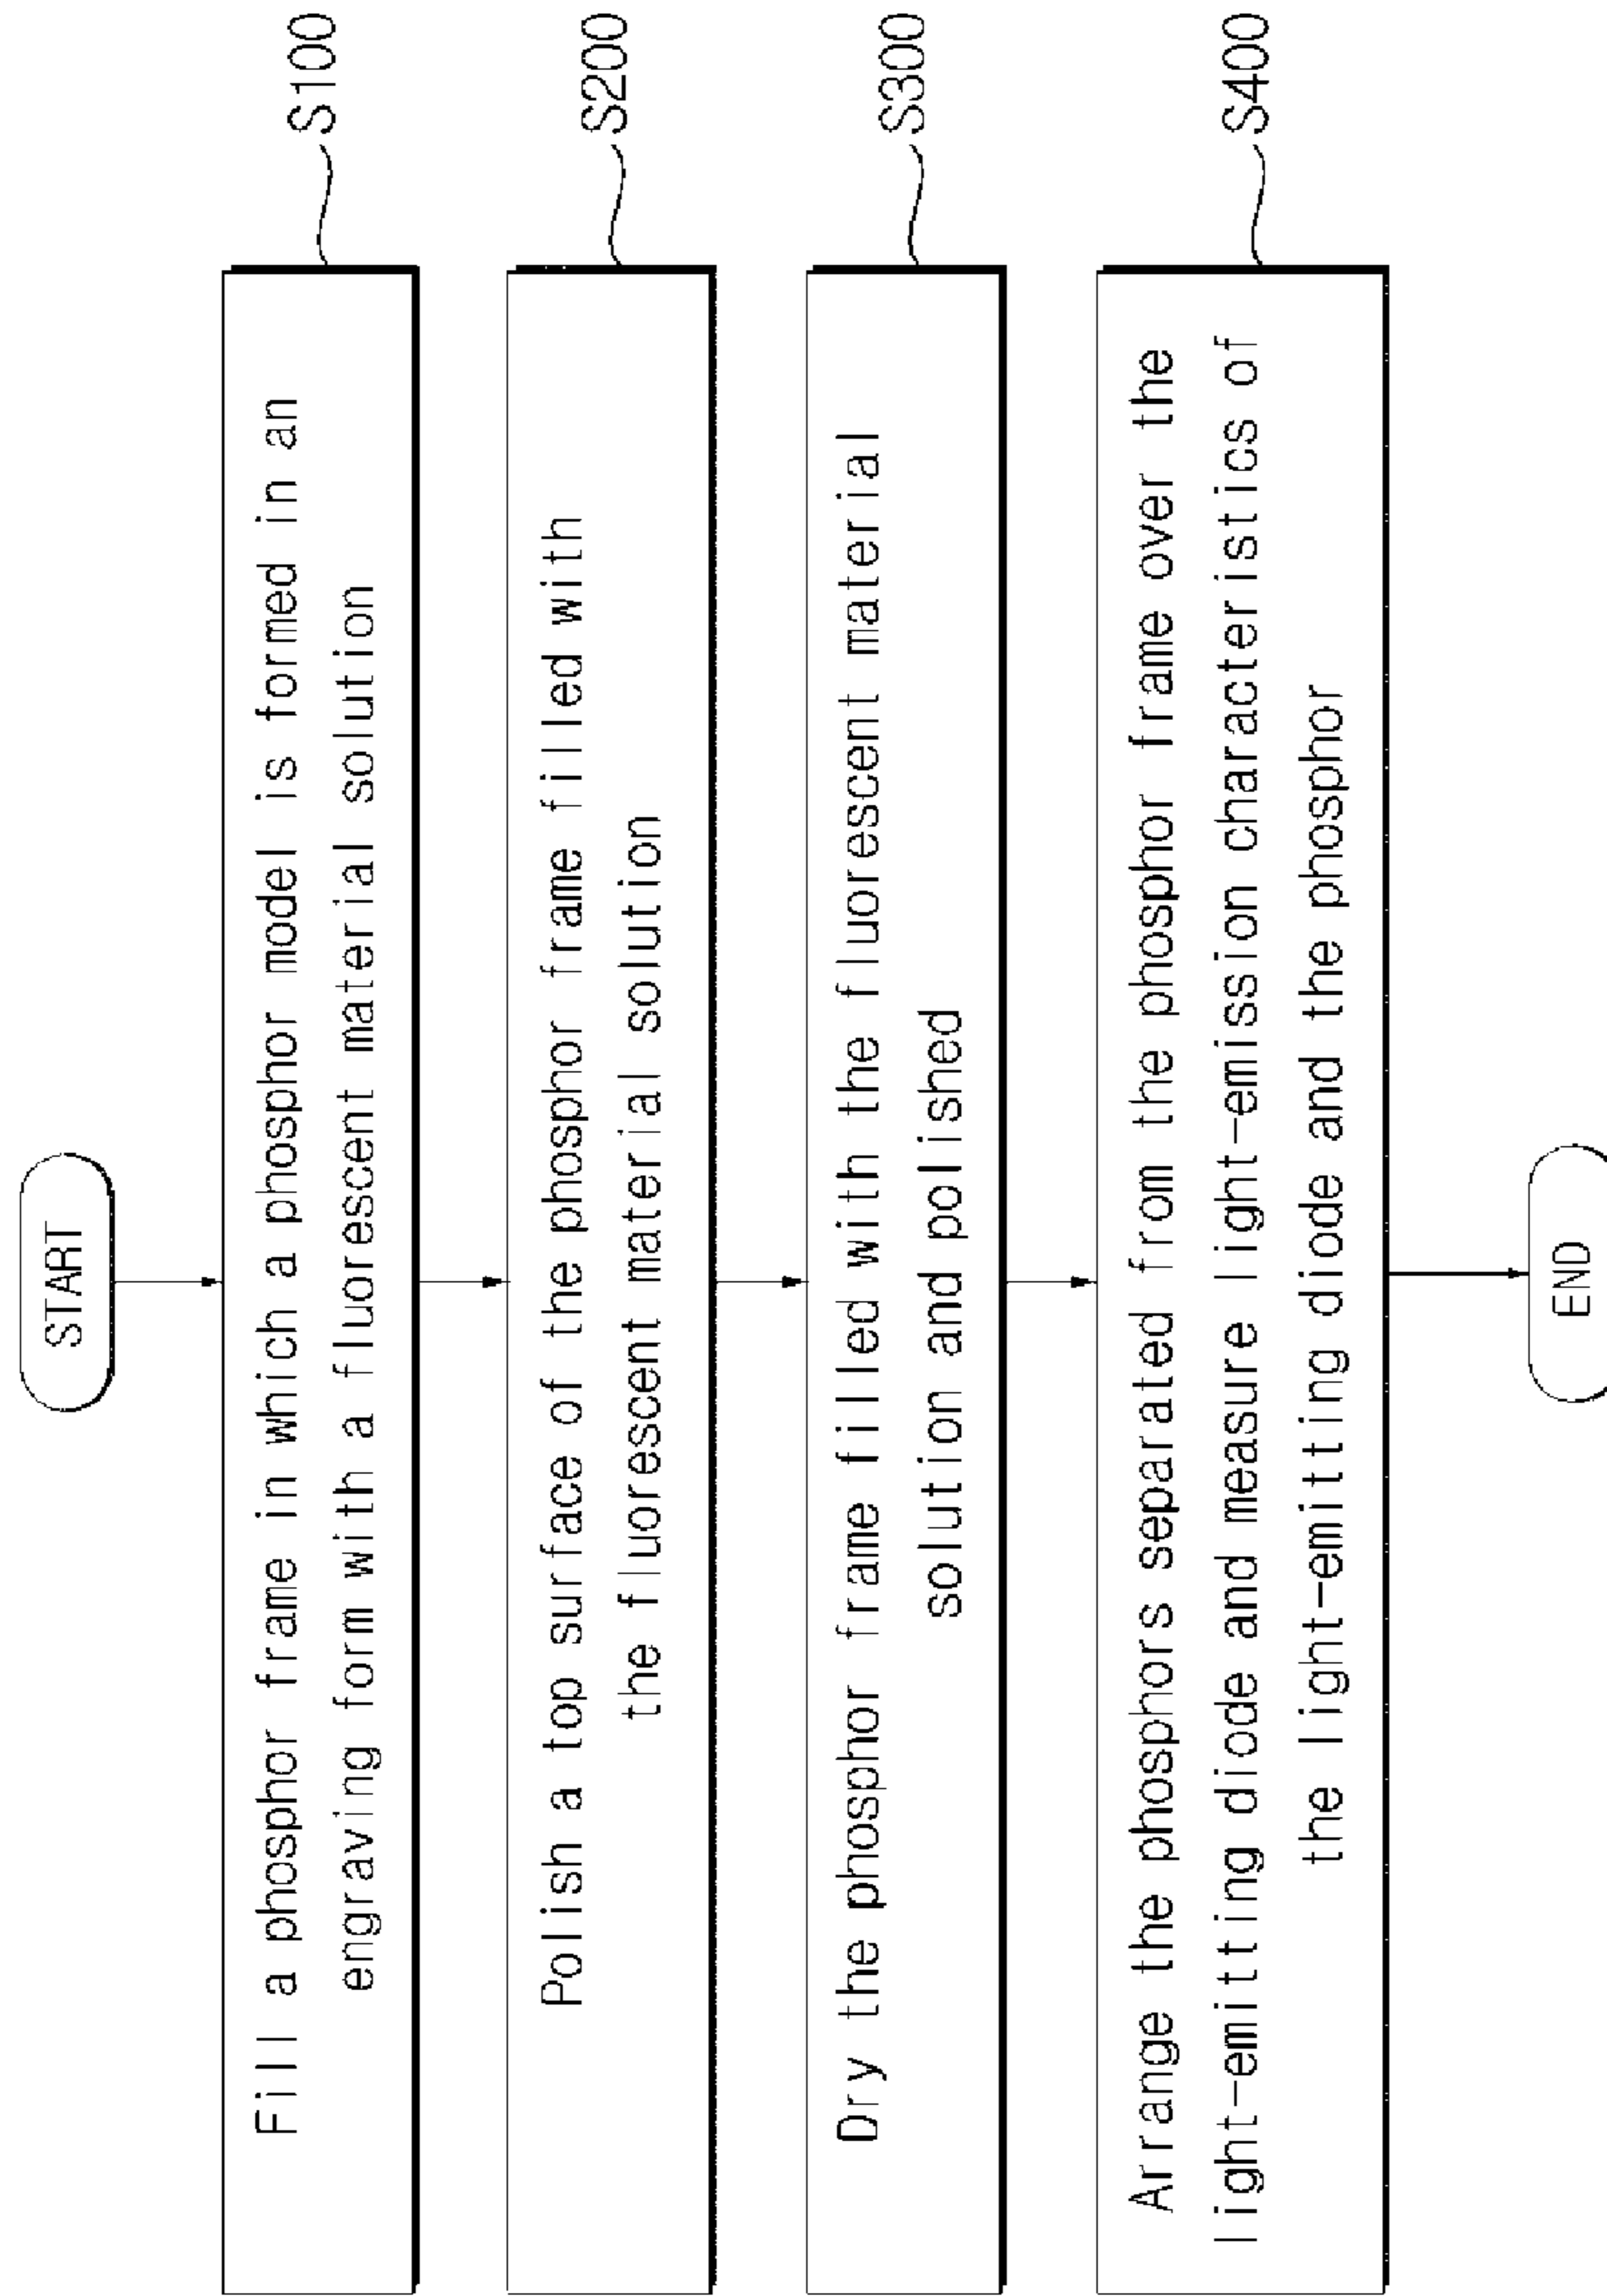 START
Fill a phosphor frame in which a phosphor model is formed in an
engraving form with a fluorescent material solution
S100
Polish a top surface of the phosphor frame filled with
the fluorescent material solution
S200
Dry the phosphor frame filled with the fluorescent material
solution and polished
S300
Arrange the phosphors separated from the phosphor frame over the
light-emitting diode and measure light-emission characteristics of
the light-emitting diode and the phosphor
S400
END